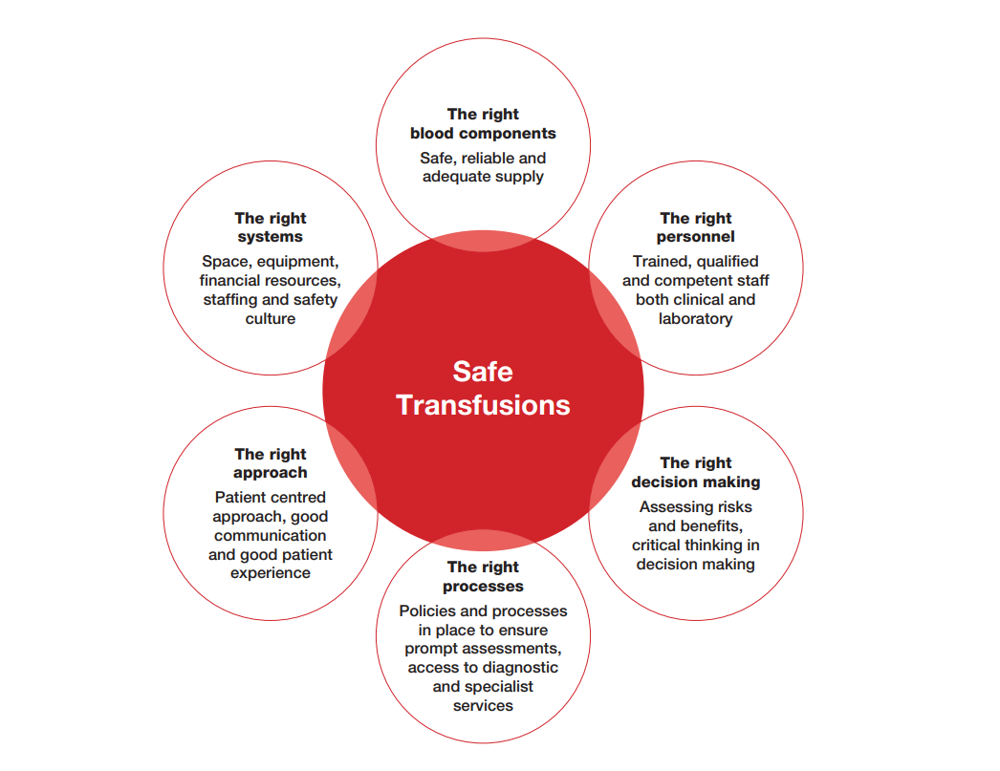 The right
blood components
Safe, reliable and
adequate supply
The right
systems
Space, equipment,
financial resources,
staffing and safety
culture
The right
personnel
Trained, qualified
and competent staff
both clinical and
laboratory
Safe
Transfusions
The right
approach
Patient centred
approach, good
communication
and good patient
experience
The right
decision making
Assessing risks
and benefits,
critical thinking in
decision making
The right
processes
Policies and processes
in place to ensure
prompt assessments,
access to diagnostic
and specialist
services